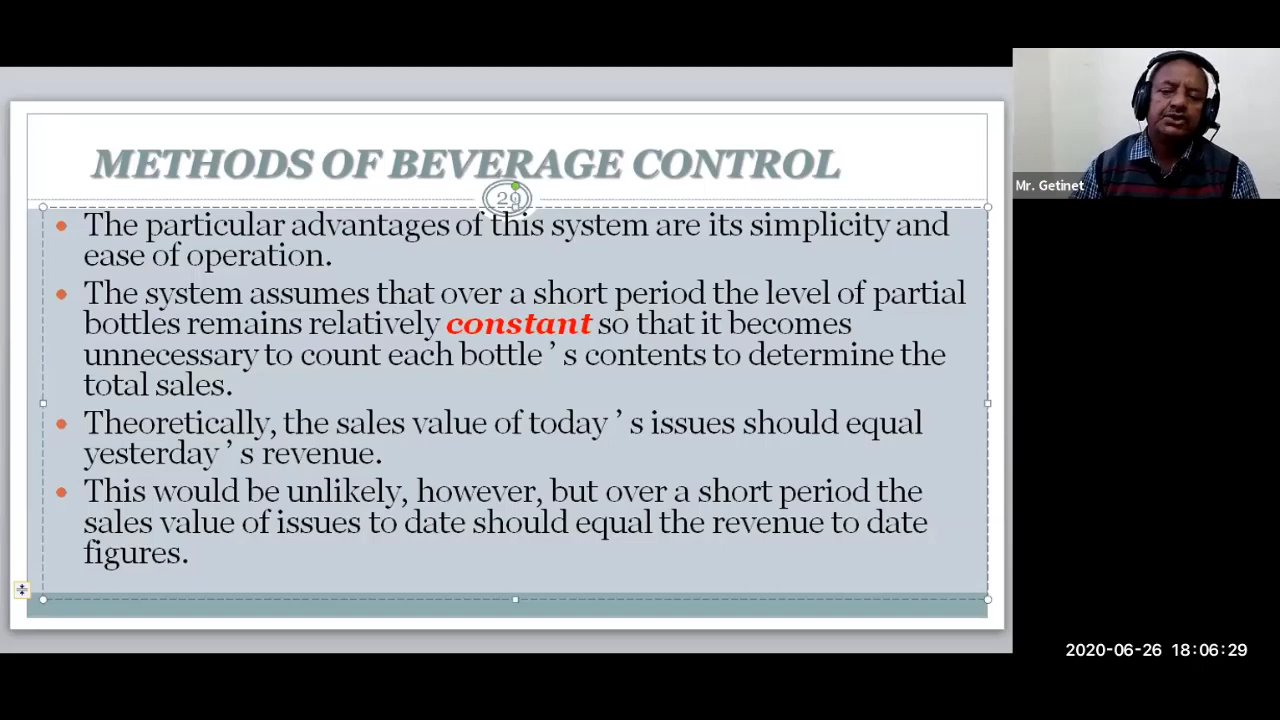 METHODS OF BEVERAGE CONTROL
29
• The particular advantages of this system are its simplicity and
ease of operation.
• The system assumes that over a short period the level of partial
bottles remains relatively constant so that it becomes
unnecessary to count each bottle ’ s contents to determine the
total sales.
• Theoretically, the sales value of today ’ s issues should equal
yesterday ’ s revenue.
• This would be unlikely, however, but over a short period the
sales value of issues to date should equal the revenue to date
figures.
Mr. Getinet
2020-06-26 18:06:29